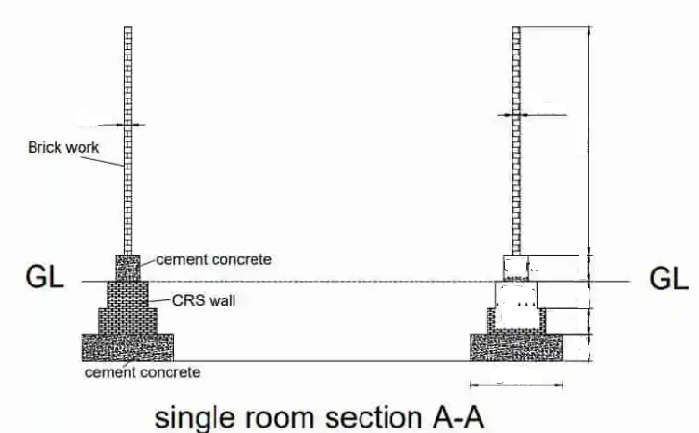 Brick work
cement concrete
GL
GL
CRS wall
cement concrete
single room section A-A